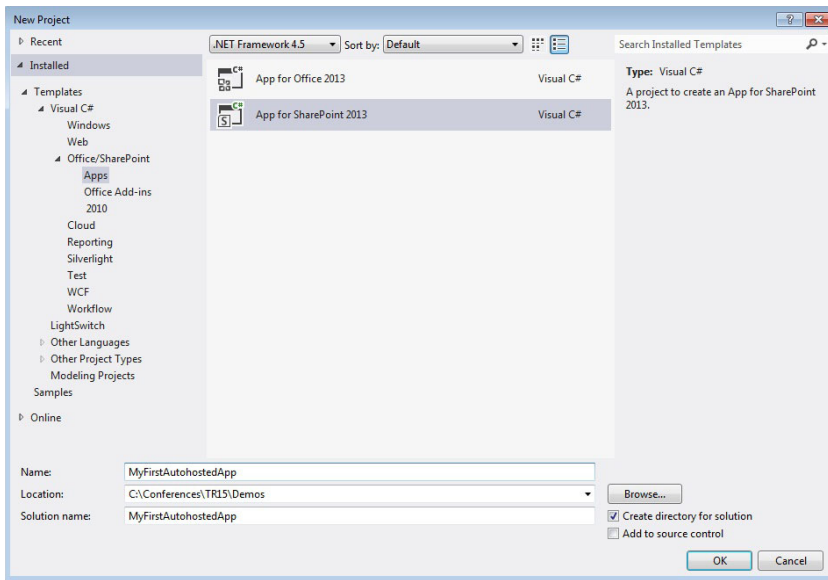 New Project
Recent
.NET Framework 4.5 Sort by: Default
Search Installed Templates
Installed
Templates
Visual C#
Windows
Web
Office/SharePoint
Apps
Office Add-ins
2010
Cloud
Reporting
Silverlight
Test
WCF
Workflow
LightSwitch
Other Languages
Other Project Types
Modeling Projects
Samples
Online
C# App for Office 2013 Visual C#
C# App for SharePoint 2013 Visual C#
Type: Visual C#
A project to create an App for SharePoint
2013.
Name: MyFirstAutohostedApp
Location: C:\Conferences\TR15\Demos
Browse...
Solution name: MyFirstAutohostedApp
Create directory for solution
Add to source control
OK Cancel